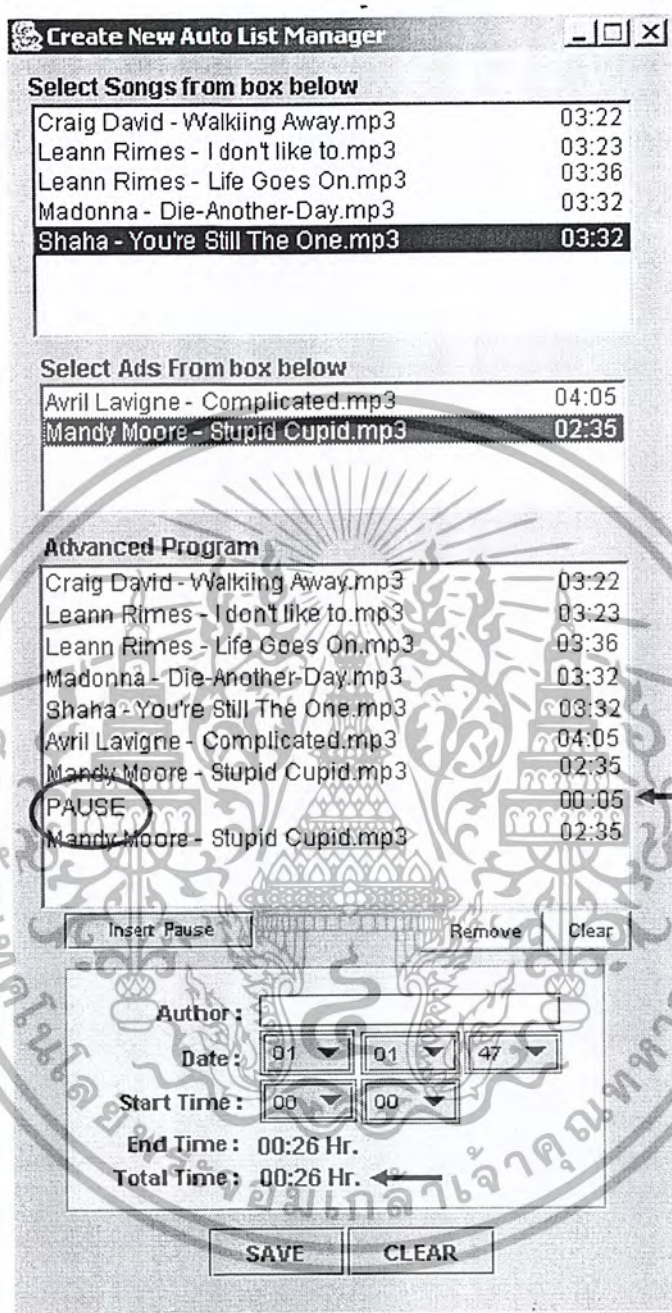 Create New Auto List Manager
Select Songs from box below
Craig David - Walkiing Away.mp3 03:22
Leann Rimes - I don't like to.mp3 03:23
Leann Rimes - Life Goes On.mp3 03:36
Madonna - Die-Another-Day.mp3 03:32
Shaha - You're Still The One.mp3 03:32
Select Ads From box below
Avril Lavigne - Complicated.mp3 04:05
Mandy Moore - Stupid Cupid.mp3 02:35
Advanced Program
Craig David - Walkiing Away.mp3 03:22
Leann Rimes - I don't like to.mp3 03:23
Leann Rimes - Life Goes On.mp3 03:36
Madonna - Die-Another-Day.mp3 03:32
Shaha - You're Still The One.mp3 03:32
Avril Lavigne - Complicated.mp3 04:05
Mandy Moore - Stupid Cupid.mp3 02:35
PAUSE 00:05
Mandy Moore - Stupid Cupid.mp3 02:35
Insert Pause Remove Clear
Author :
Date : 01 01 47
Start Time : 00 00
End Time : 00:26 Hr.
Total Time : 00:26 Hr.
SAVE CLEAR